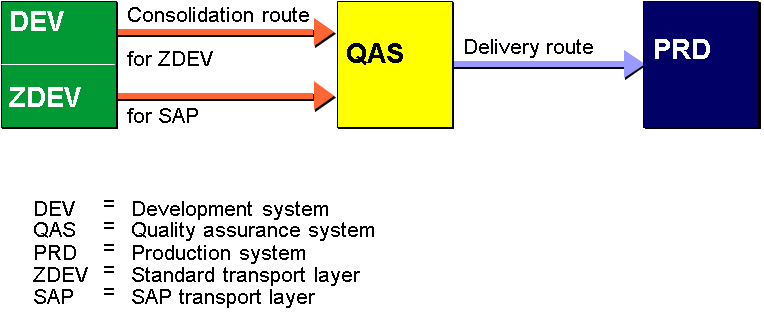 DEV
Consolidation route
for ZDEV
ZDEV
for SAP
QAS
Delivery route
PRD
DEV = Development system
QAS = Quality assurance system
PRD = Production system
ZDEV = Standard transport layer
SAP = SAP transport layer